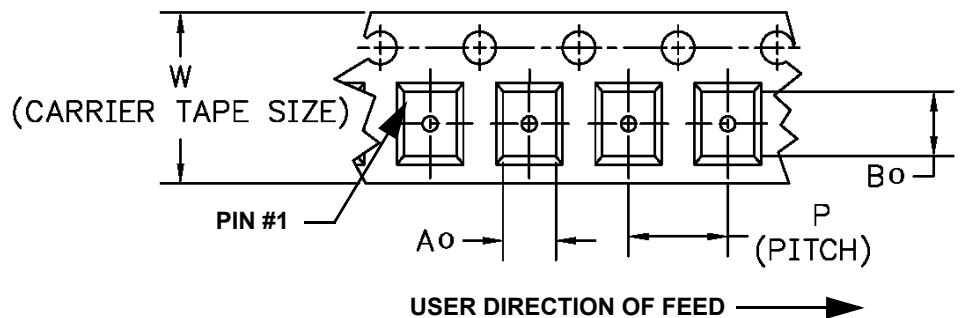 W
(CARRIER TAPE SIZE)
Bo
PIN #1
Ao
P
(PITCH)
USER DIRECTION OF FEED